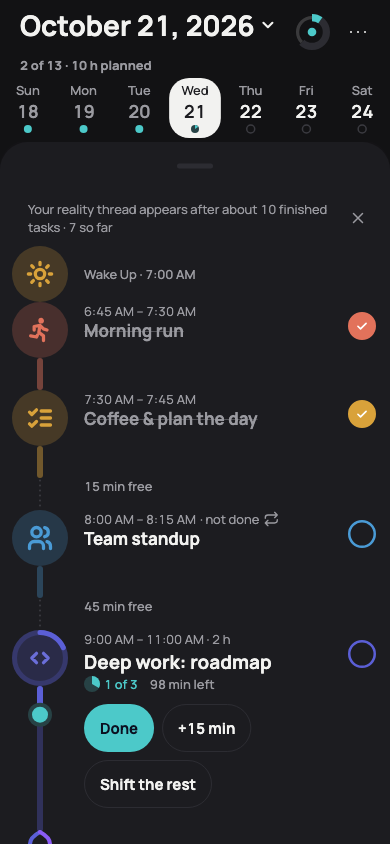 October 21, 2026
2 of 13 · 10 h planned
Sun Mon Tue Wed Thu Fri Sat
18 19 20 21 22 23 24
Your reality thread appears after about 10 finished
tasks · 7 so far
Wake Up · 7:00 AM
6:45 AM – 7:30 AM
Morning run
7:30 AM – 7:45 AM
Coffee & plan the day
15 min free
8:00 AM – 8:15 AM · not done
Team standup
45 min free
9:00 AM – 11:00 AM · 2 h
Deep work: roadmap
1 of 3 98 min left
Done +15 min
Shift the rest